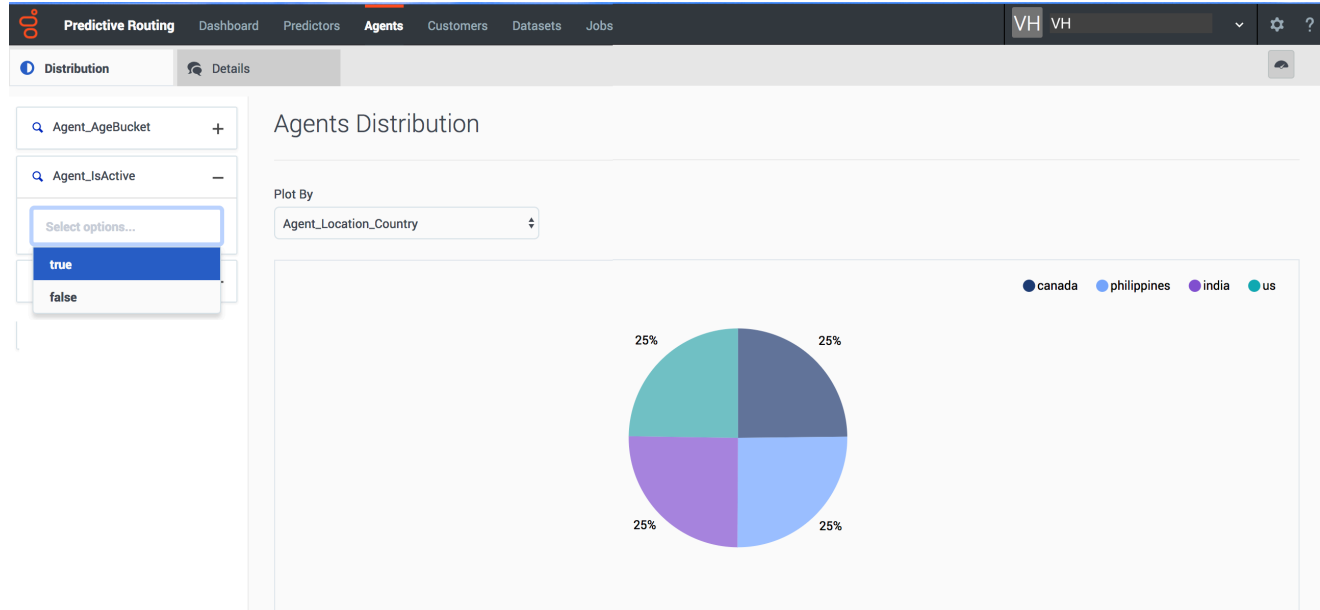 Predictive Routing Dashboard Predictors Agents Customers Datasets Jobs VH VH ?
Distribution Details
Agent_AgeBucket +
Agent_IsActive –
Select options...
true
false
Agents Distribution
Plot By
Agent_Location_Country
canada philippines india us
25% 25%
25% 25%